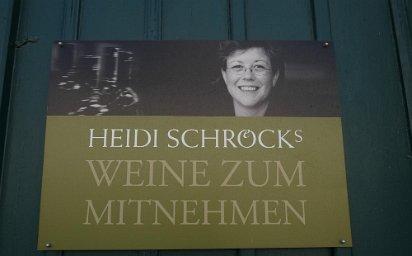 HEIDI SCHRÖCKS
WEINE ZUM
MITNEHMEN